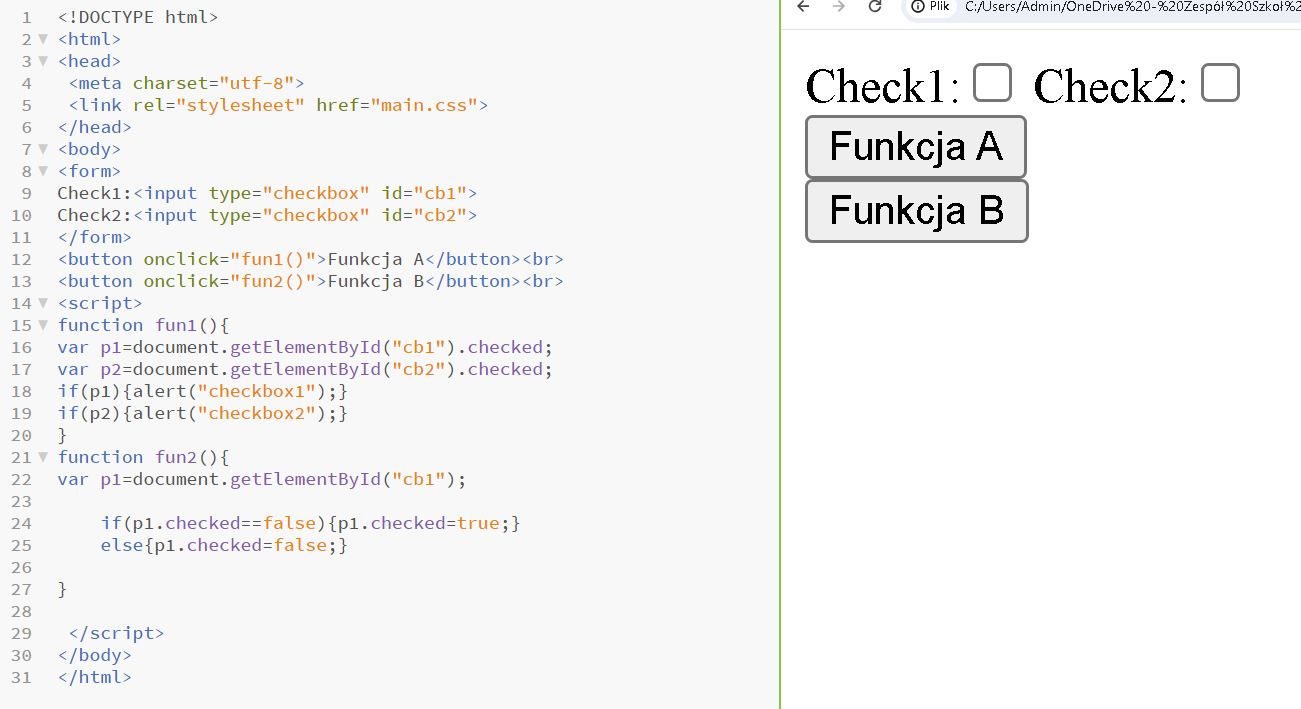 1 <!DOCTYPE html>
2 <html>
3 <head>
4 <meta charset="utf-8">
5 <link rel="stylesheet" href="main.css">
6 </head>
7 <body>
8 <form>
9 Check1:<input type="checkbox" id="cb1">
10 Check2:<input type="checkbox" id="cb2">
11 </form>
12 <button onclick="fun1()">Funkcja A</button><br>
13 <button onclick="fun2()">Funkcja B</button><br>
14 <script>
15 function fun1(){
16 var p1=document.getElementById("cb1").checked;
17 var p2=document.getElementById("cb2").checked;
18 if(p1){alert("checkbox1");}
19 if(p2){alert("checkbox2");}
20 }
21 function fun2(){
22 var p1=document.getElementById("cb1");
23
24 if(p1.checked==false){p1.checked=true;}
25 else{p1.checked=false;}
26
27 }
28
29 </script>
30 </body>
31 </html>
Plik C:/Users/Admin/OneDrive%20-%20Zespół%20Szkoł%2
Check1: Check2:
Funkcja A
Funkcja B